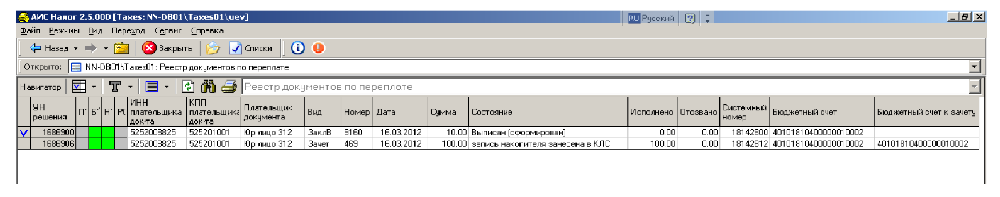 АИС Налог 2.5.000 [Taxes: NN-DB01\Taxes01\uev]
RU Русский
Файл Режимы Вид Переход Сервис Справка
Назад Закрыть Списки
Открыто: NN-DB01\Taxes01: Реестр документов по переплате
Навигатор Реестр документов по переплате
УН решения П Б Н РС ИНН плательщика док-та КПП плательщика док-та Плательщик документа Вид Номер Дата Сумма Состояние Исполнено Отозвано Системный номер Бюджетный счет Бюджетный счет к зачету
1686900 5252008825 525201001 Юр лицо 312 ЗаклВ 9160 16.03.2012 10.00 Выписан (сформирован) 0.00 0.00 18142800 40101810400000010002
1686906 5252008825 525201001 Юр лицо 312 Зачет 469 16.03.2012 100.00 запись накопителя занесена в КЛС 100.00 0.00 18142812 40101810400000010002 40101810400000010002